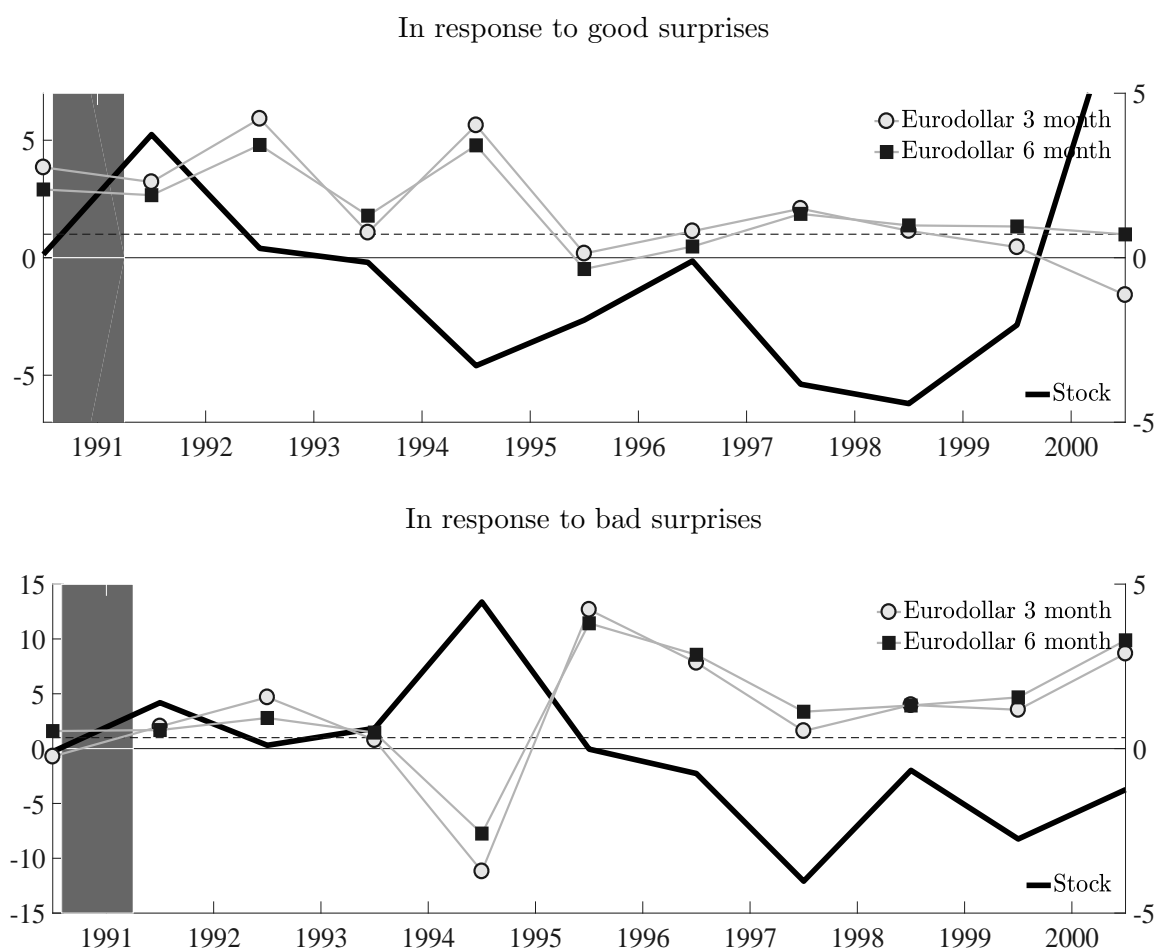 In response to good surprises
5
Eurodollar 3 month
5
Eurodollar 6 month
0
0
-5
Stock
-5
1991 1992 1993 1994 1995 1996 1997 1998 1999 2000
In response to bad surprises
15
5
Eurodollar 3 month
10
Eurodollar 6 month
5
0
0
-5
-10
Stock
-15
-5
1991 1992 1993 1994 1995 1996 1997 1998 1999 2000